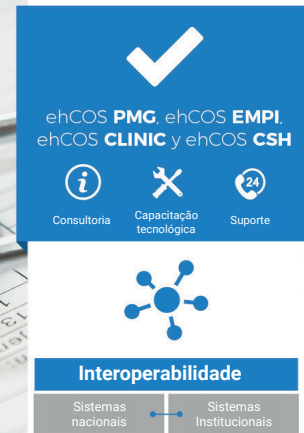 ehCOS PMG, ehCOS EMPI,
ehCOS CLINIC y ehCOS CSH
i
24
Consultoria
Capacitação
tecnológica
Suporte
Interoperabilidade
Sistemas
nacionais
Sistemas
Institucionais